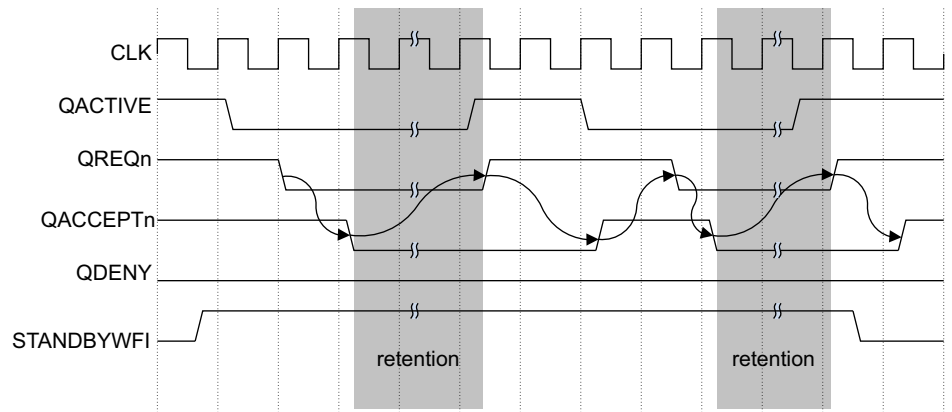 CLK
QACTIVE
QREQn
QACCEPTn
QDENY
STANDBYWFI
retention
retention